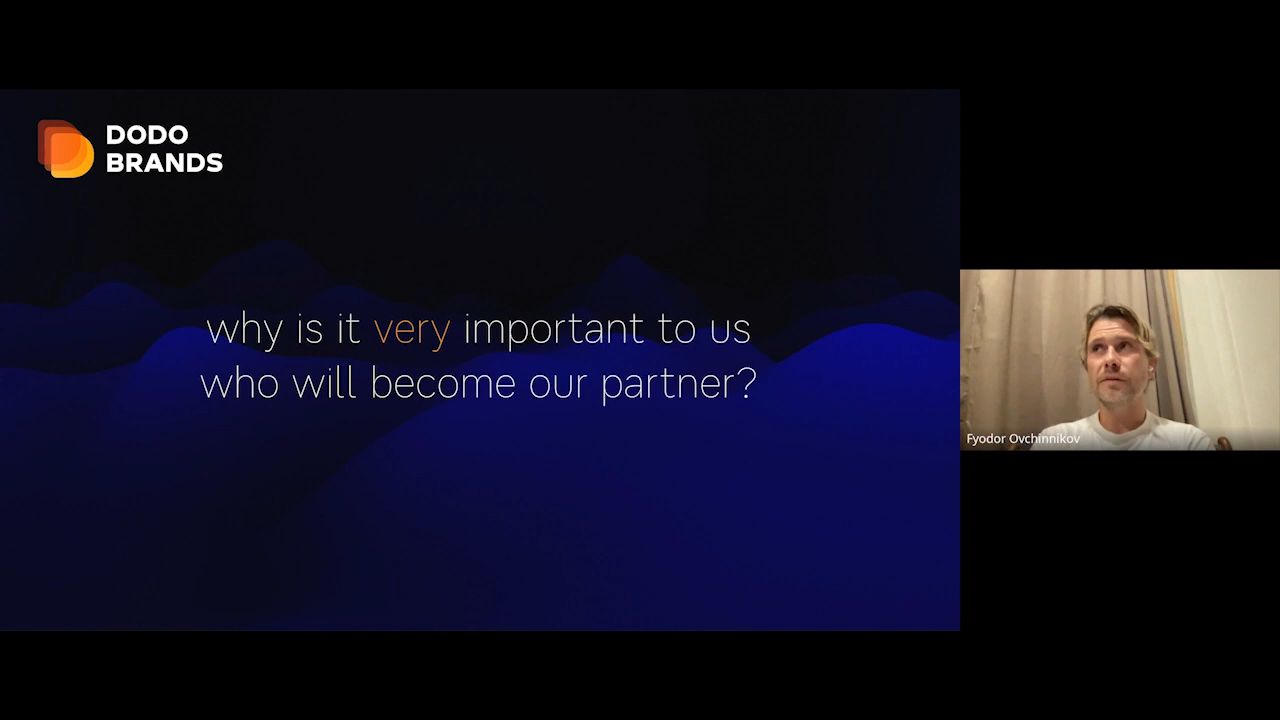 DODO
BRANDS
why is it very important to us
who will become our partner?
Fyodor Ovchinnikov